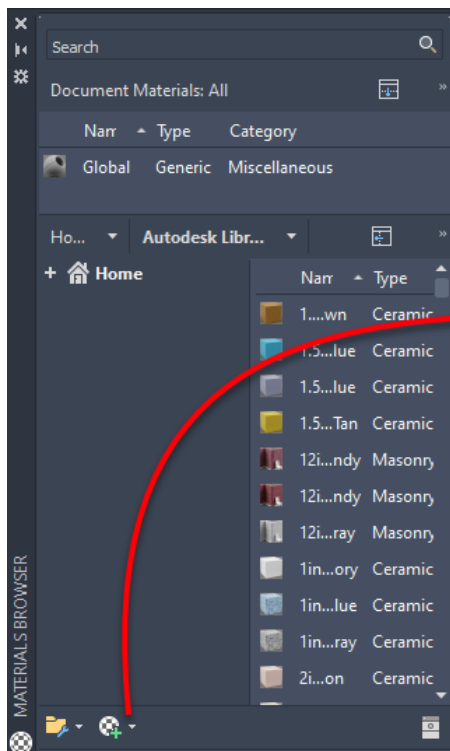 Search
Document Materials: All
Narr Type Category
Global Generic Miscellaneous
Ho... Autodesk Libr...
+ Home
Narr Type
1....wn Ceramic
1.5...lue Ceramic
1.5...lue Ceramic
1.5...Tan Ceramic
12i...ndy Masonry
12i...ndy Masonry
12i...ray Masonry
1in...ory Ceramic
1in...lue Ceramic
1in...ray Ceramic
2i...on Ceramic
MATERIALS BROWSER